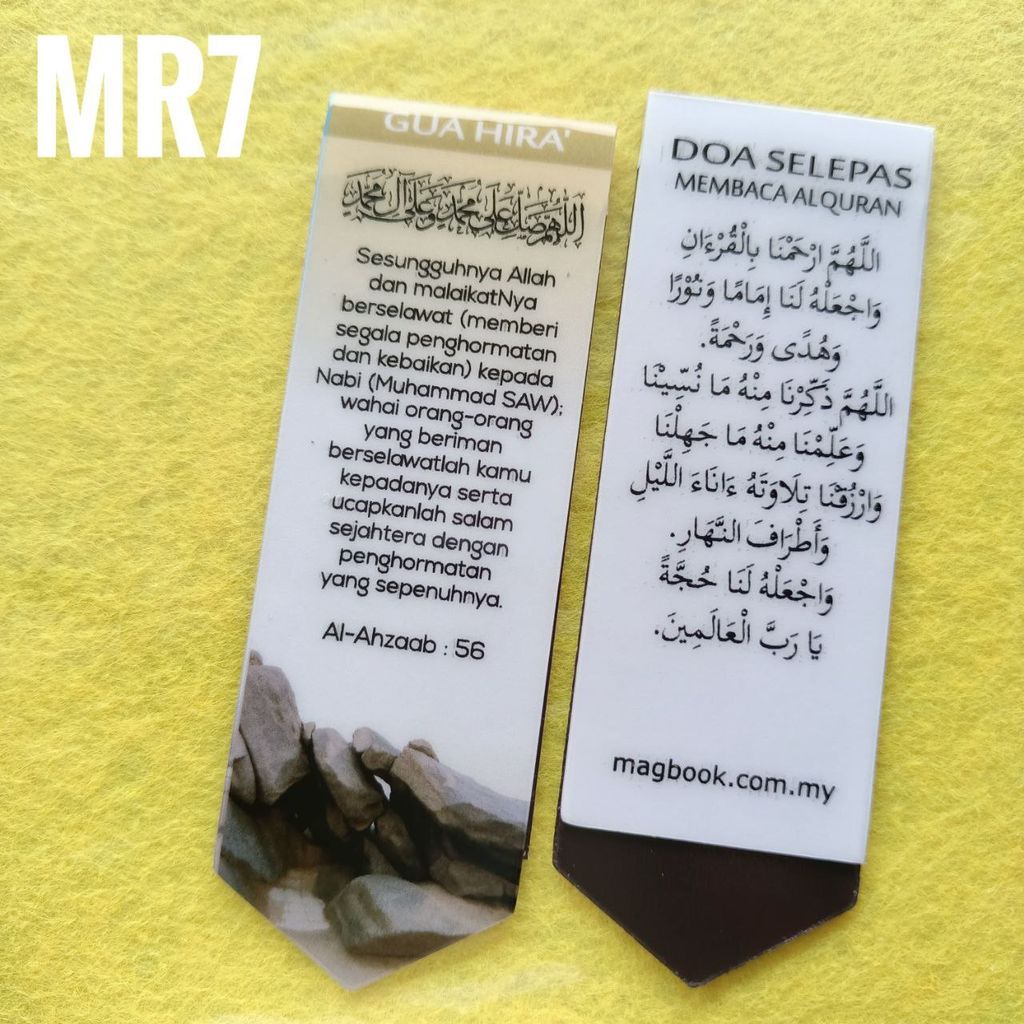 MR7
GUA HIRA'
اللهم صل على محمد وعلى آل محمد
Sesungguhnya Allah
dan malaikatNya
berselawat (memberi
segala penghormatan
dan kebaikan) kepada
Nabi (Muhammad SAW);
wahai orang-orang
yang beriman
berselawatlah kamu
kepadanya serta
ucapkanlah salam
sejahtera dengan
penghormatan
yang sepenuhnya.
Al-Ahzaab : 56
DOA SELEPAS
MEMBACA ALQURAN
اللَّهُمَّ ارْحَمْنَا بِالْقُرْءَانِ
وَاجْعَلْهُ لَنَا إِمَامًا وَنُوْرًا
وَهُدًى وَرَحْمَةً.
اللَّهُمَّ ذَكِّرْنَا مِنْهُ مَا نُسِّيْنَا
وَعَلِّمْنَا مِنْهُ مَا جَهِلْنَا
وَارْزُقْنَا تِلَاوَتَهُ ءَانَاءَ اللَّيْلِ
وَأَطْرَافَ النَّهَارِ.
وَاجْعَلْهُ لَنَا حُجَّةً
يَا رَبَّ الْعَالَمِينَ.
magbook.com.my